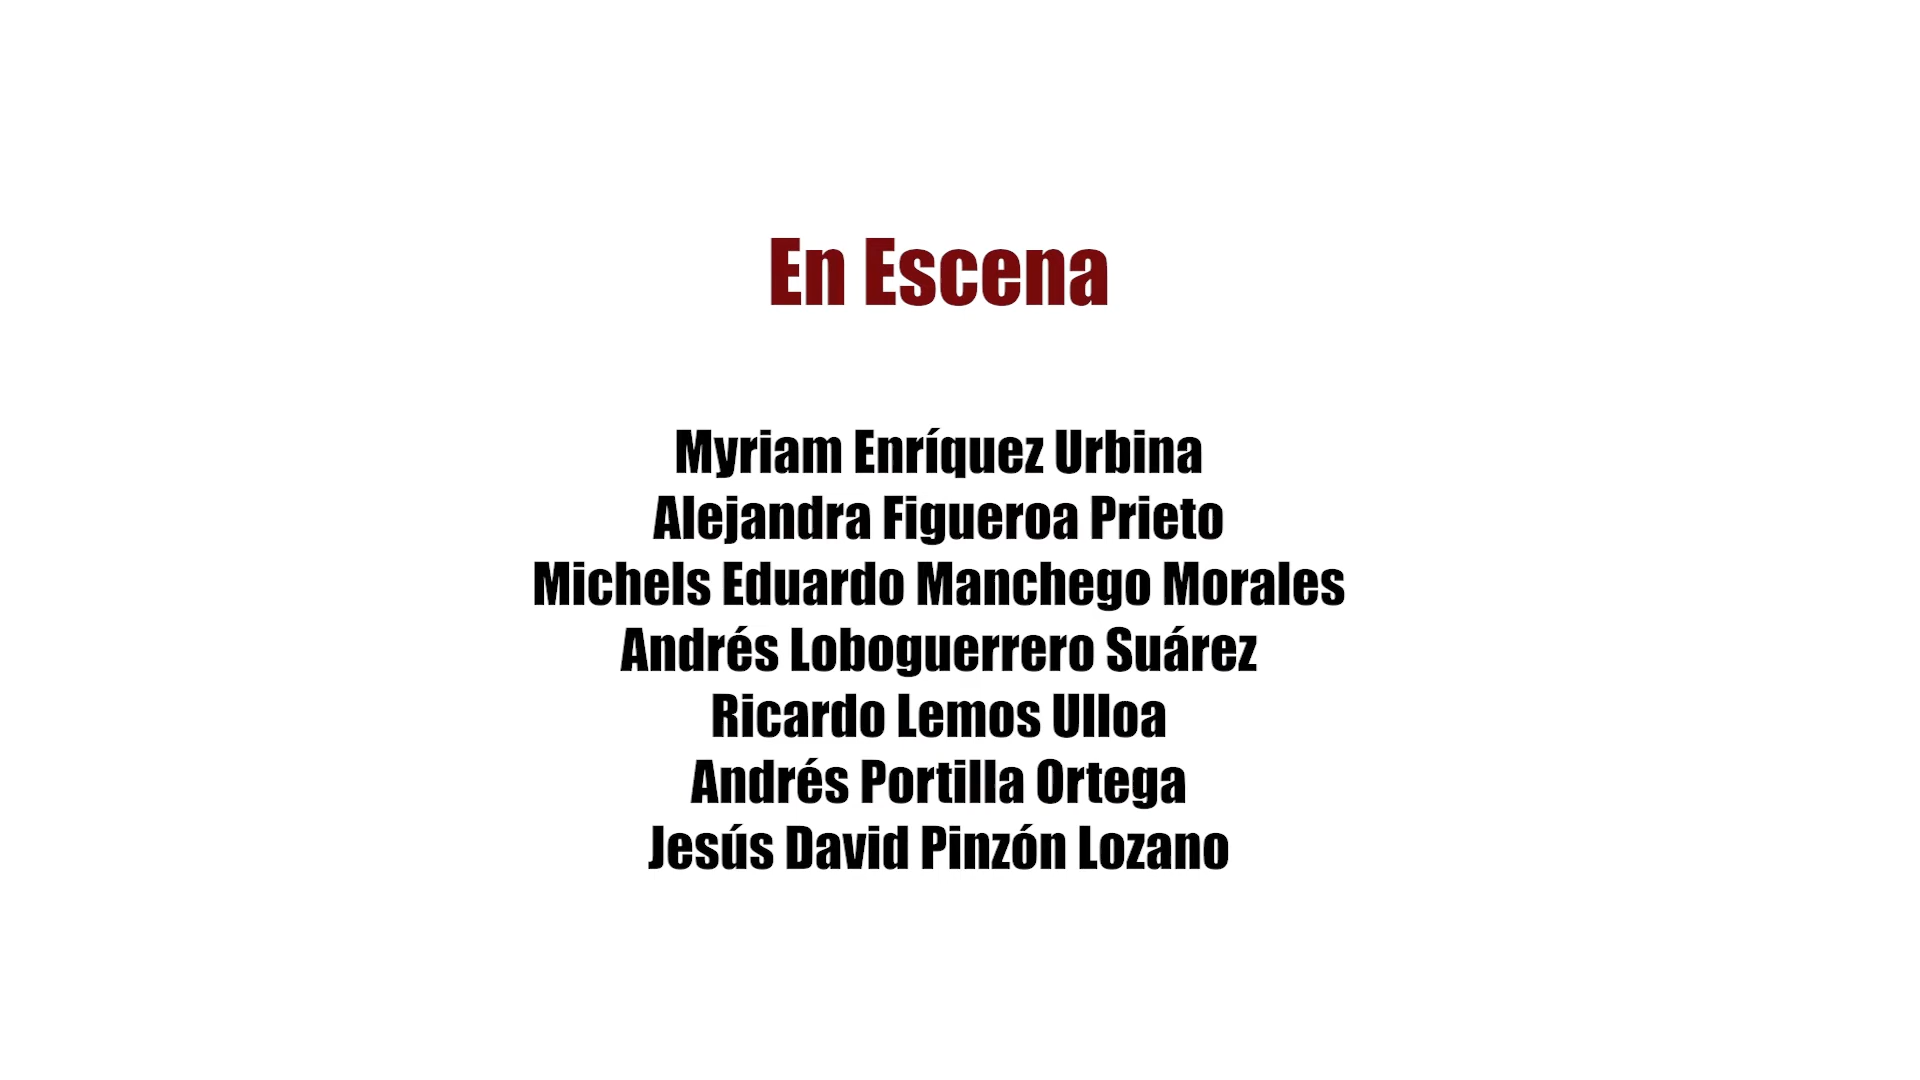 En Escena
Myriam Enríquez Urbina
Alejandra Figueroa Prieto
Michels Eduardo Manchego Morales
Andrés Loboguerrero Suárez
Ricardo Lemos Ulloa
Andrés Portilla Ortega
Jesús David Pinzón Lozano